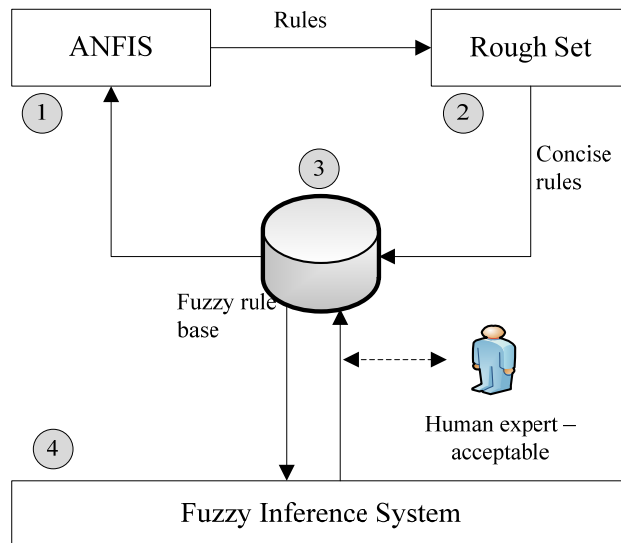 Rules
ANFIS
Rough Set
1
2
Concise
rules
3
Fuzzy rule
base
Human expert –
acceptable
4
Fuzzy Inference System